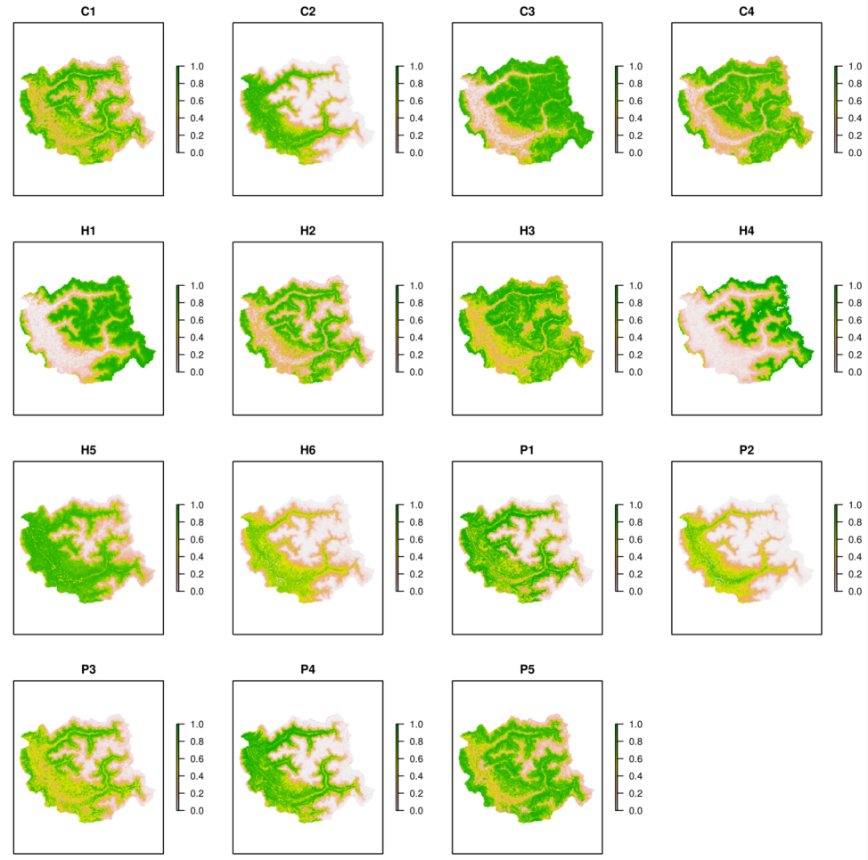 C1 C2 C3 C4
1.0 1.0 1.0 1.0
0.8 0.8 0.8 0.8
0.6 0.6 0.6 0.6
0.4 0.4 0.4 0.4
0.2 0.2 0.2 0.2
0.0 0.0 0.0 0.0
H1 H2 H3 H4
1.0 1.0 1.0 1.0
0.8 0.8 0.8 0.8
0.6 0.6 0.6 0.6
0.4 0.4 0.4 0.4
0.2 0.2 0.2 0.2
0.0 0.0 0.0 0.0
H5 H6 P1 P2
1.0 1.0 1.0 1.0
0.8 0.8 0.8 0.8
0.6 0.6 0.6 0.6
0.4 0.4 0.4 0.4
0.2 0.2 0.2 0.2
0.0 0.0 0.0 0.0
P3 P4 P5
1.0 1.0 1.0
0.8 0.8 0.8
0.6 0.6 0.6
0.4 0.4 0.4
0.2 0.2 0.2
0.0 0.0 0.0